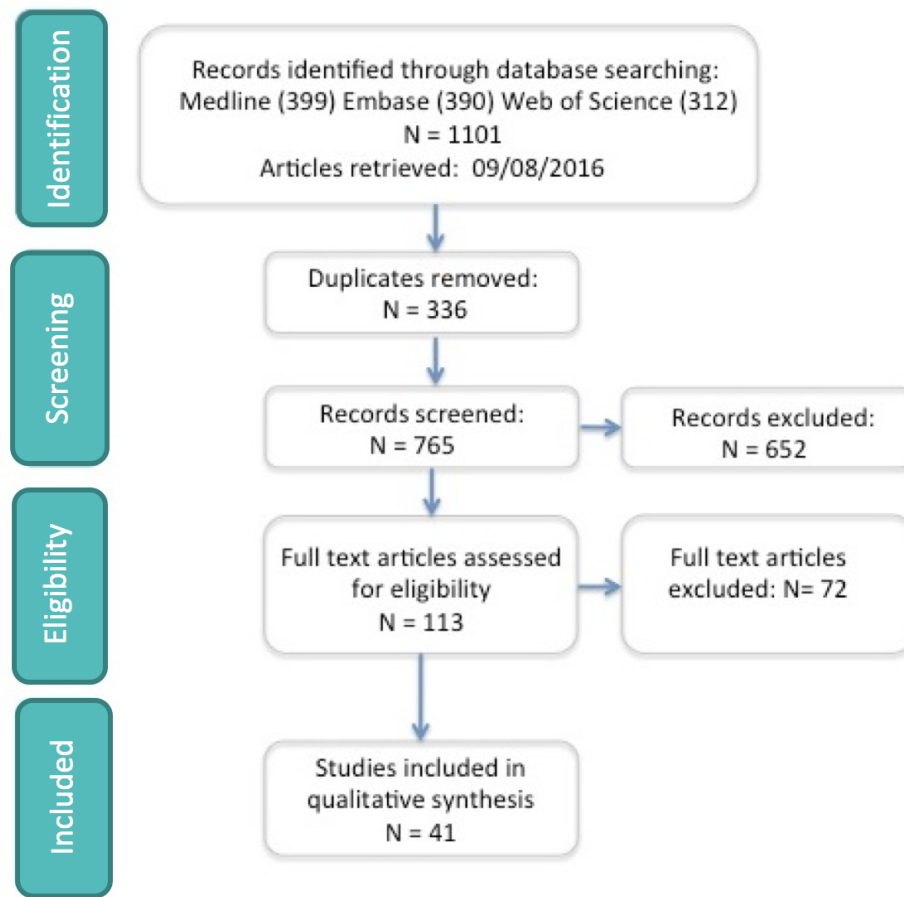 Identification
Records identified through database searching:
Medline (399) Embase (390) Web of Science (312)
N = 1101
Articles retrieved: 09/08/2016
Screening
Duplicates removed:
N = 336
Records screened:
N = 765
Records excluded:
N = 652
Eligibility
Full text articles assessed
for eligibility
N = 113
Full text articles
excluded: N= 72
Included
Studies included in
qualitative synthesis
N = 41